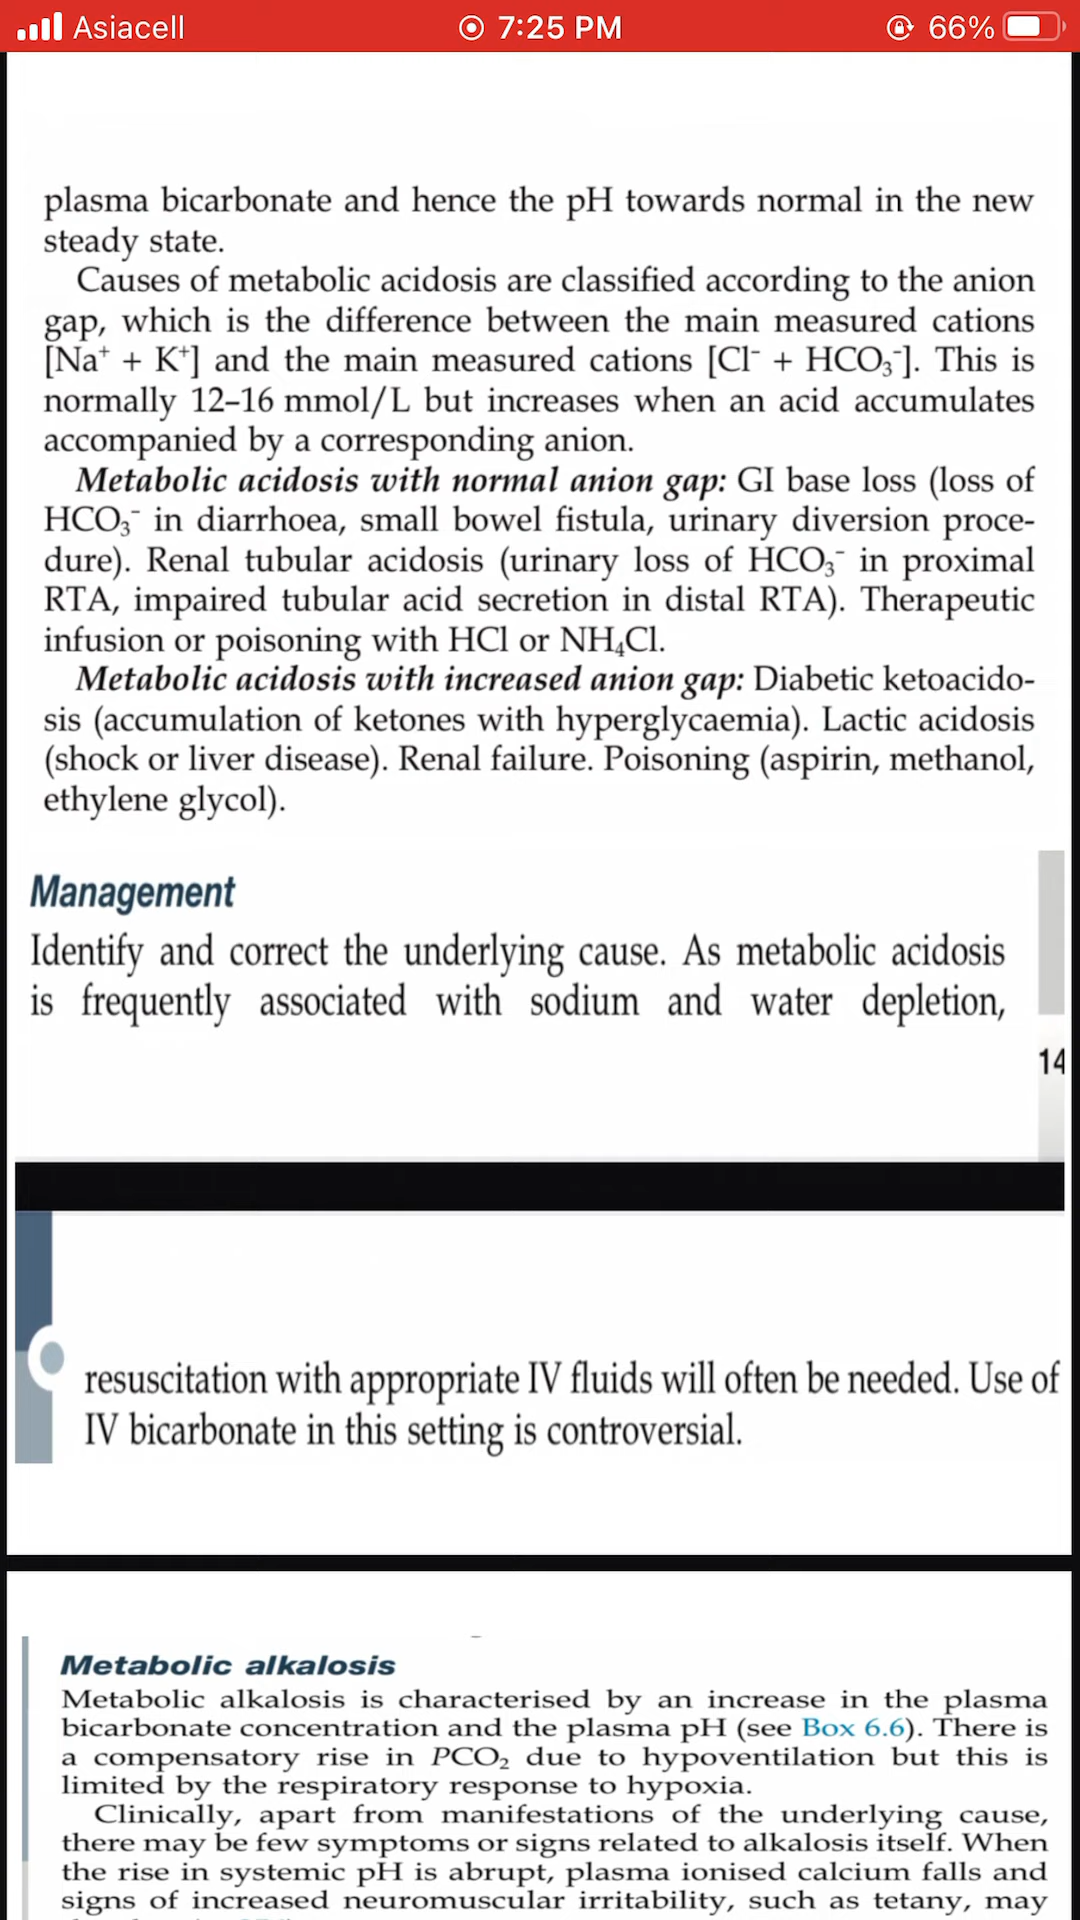 Asiacell
7:25 PM
66%
plasma bicarbonate and hence the pH towards normal in the new
steady state.
Causes of metabolic acidosis are classified according to the anion
gap, which is the difference between the main measured cations
[Na⁺ + K⁺] and the main measured cations [Cl⁻ + HCO₃⁻]. This is
normally 12–16 mmol/L but increases when an acid accumulates
accompanied by a corresponding anion.
Metabolic acidosis with normal anion gap: GI base loss (loss of
HCO₃⁻ in diarrhoea, small bowel fistula, urinary diversion proce-
dure). Renal tubular acidosis (urinary loss of HCO₃⁻ in proximal
RTA, impaired tubular acid secretion in distal RTA). Therapeutic
infusion or poisoning with HCl or NH₄Cl.
Metabolic acidosis with increased anion gap: Diabetic ketoacido-
sis (accumulation of ketones with hyperglycaemia). Lactic acidosis
(shock or liver disease). Renal failure. Poisoning (aspirin, methanol,
ethylene glycol).
Management
Identify and correct the underlying cause. As metabolic acidosis
is frequently associated with sodium and water depletion,
14
resuscitation with appropriate IV fluids will often be needed. Use of
IV bicarbonate in this setting is controversial.
Metabolic alkalosis
Metabolic alkalosis is characterised by an increase in the plasma
bicarbonate concentration and the plasma pH (see Box 6.6). There is
a compensatory rise in PCO₂ due to hypoventilation but this is
limited by the respiratory response to hypoxia.
Clinically, apart from manifestations of the underlying cause,
there may be few symptoms or signs related to alkalosis itself. When
the rise in systemic pH is abrupt, plasma ionised calcium falls and
signs of increased neuromuscular irritability, such as tetany, may